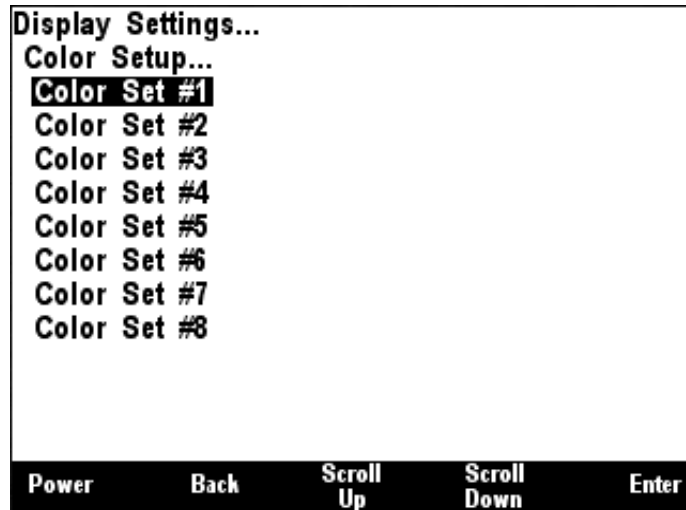 Display Settings...
Color Setup...
Color Set #1
Color Set #2
Color Set #3
Color Set #4
Color Set #5
Color Set #6
Color Set #7
Color Set #8
Power Back Scroll Up Scroll Down Enter